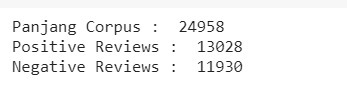 Panjang Corpus :  24958
Positive Reviews :  13028
Negative Reviews :  11930